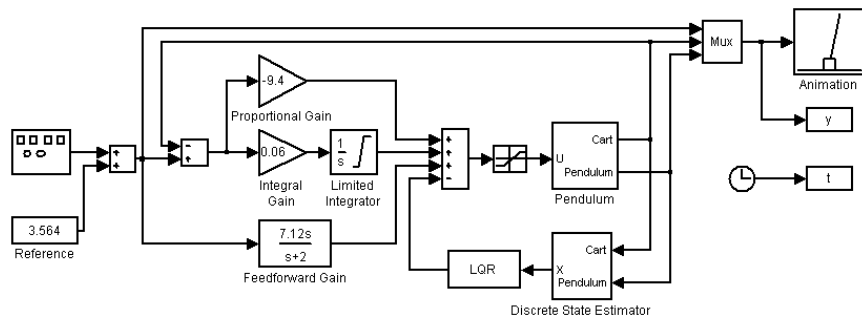 Mux
Animation
-9.4
Proportional Gain
y
+
+
-
+
0.06
Integral
Gain
1
s
Limited
Integrator
+
+
+
-
U
Cart
Pendulum
Pendulum
t
3.564
Reference
7.12s
s+2
Feedforward Gain
LQR
X
Cart
Pendulum
Discrete State Estimator